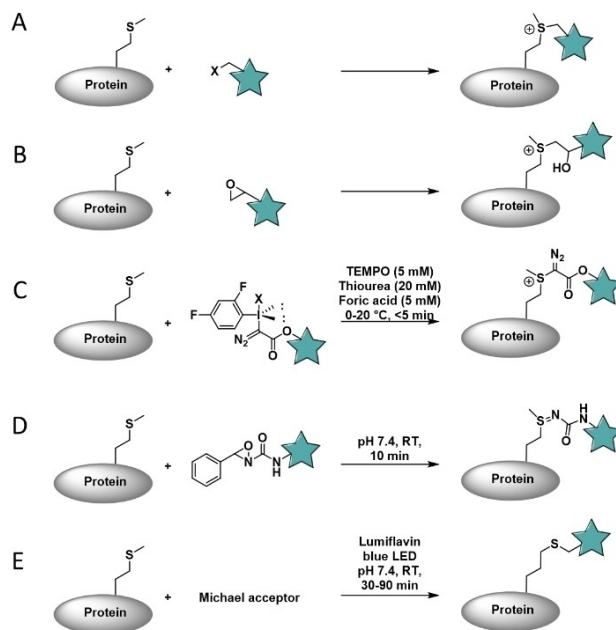 A
S
Protein
+
X
S
⊕
Protein
B
S
Protein
+
O
S
⊕
HO
Protein
C
S
Protein
+
F
F
X
I
N₂
O
O
TEMPO (5 mM)
Thiourea (20 mM)
Foric acid (5 mM)
0-20 °C, <5 min
N₂
S
O
⊕
O
Protein
D
S
Protein
+
O
O
N
N
H
pH 7.4, RT,
10 min
S
N
H
N
O
Protein
E
S
Protein
+
Michael acceptor
Lumiflavin
blue LED
pH 7.4, RT,
30-90 min
S
Protein